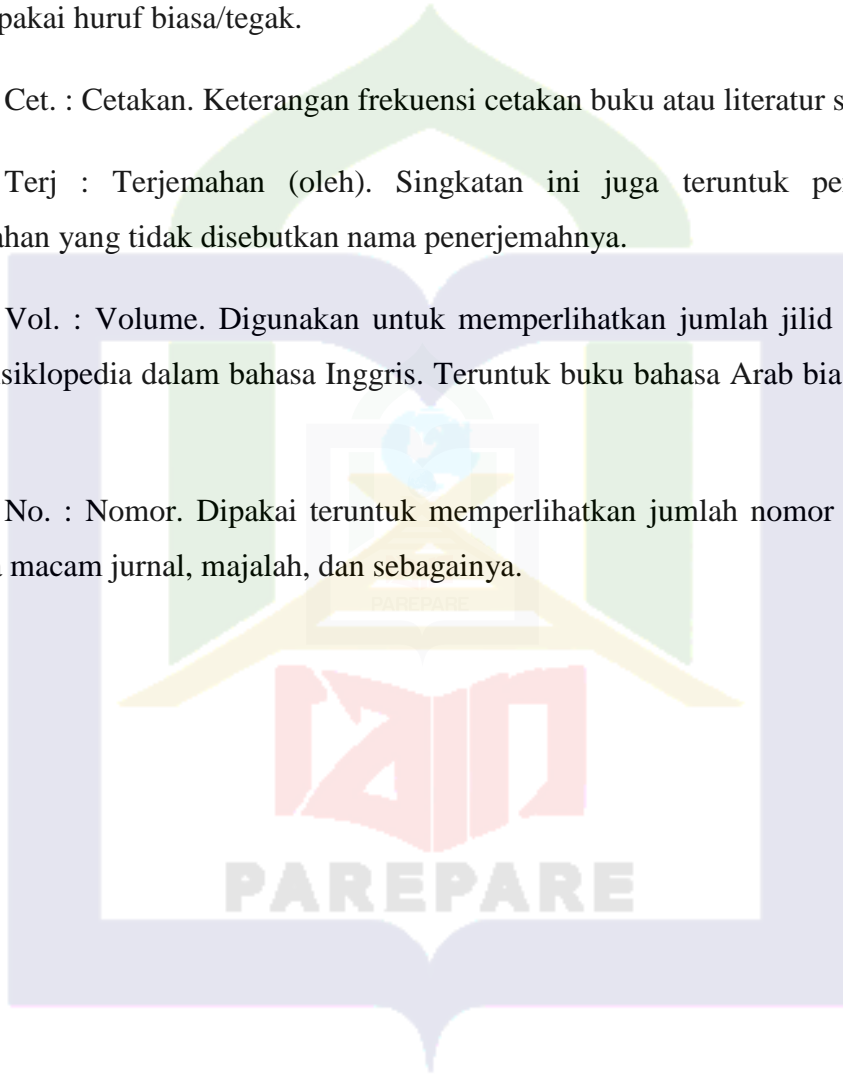 pakai huruf biasa/tegak.
Cet. : Cetakan. Keterangan frekuensi cetakan buku atau literatur s
Terj : Terjemahan (oleh). Singkatan ini juga teruntuk pe
ahan yang tidak disebutkan nama penerjemahnya.
Vol. : Volume. Digunakan untuk memperlihatkan jumlah jilid
siklopedia dalam bahasa Inggris. Teruntuk buku bahasa Arab bia
No. : Nomor. Dipakai teruntuk memperlihatkan jumlah nomor
macam jurnal, majalah, dan sebagainya.
PAREPARE
iain
PAREPARE